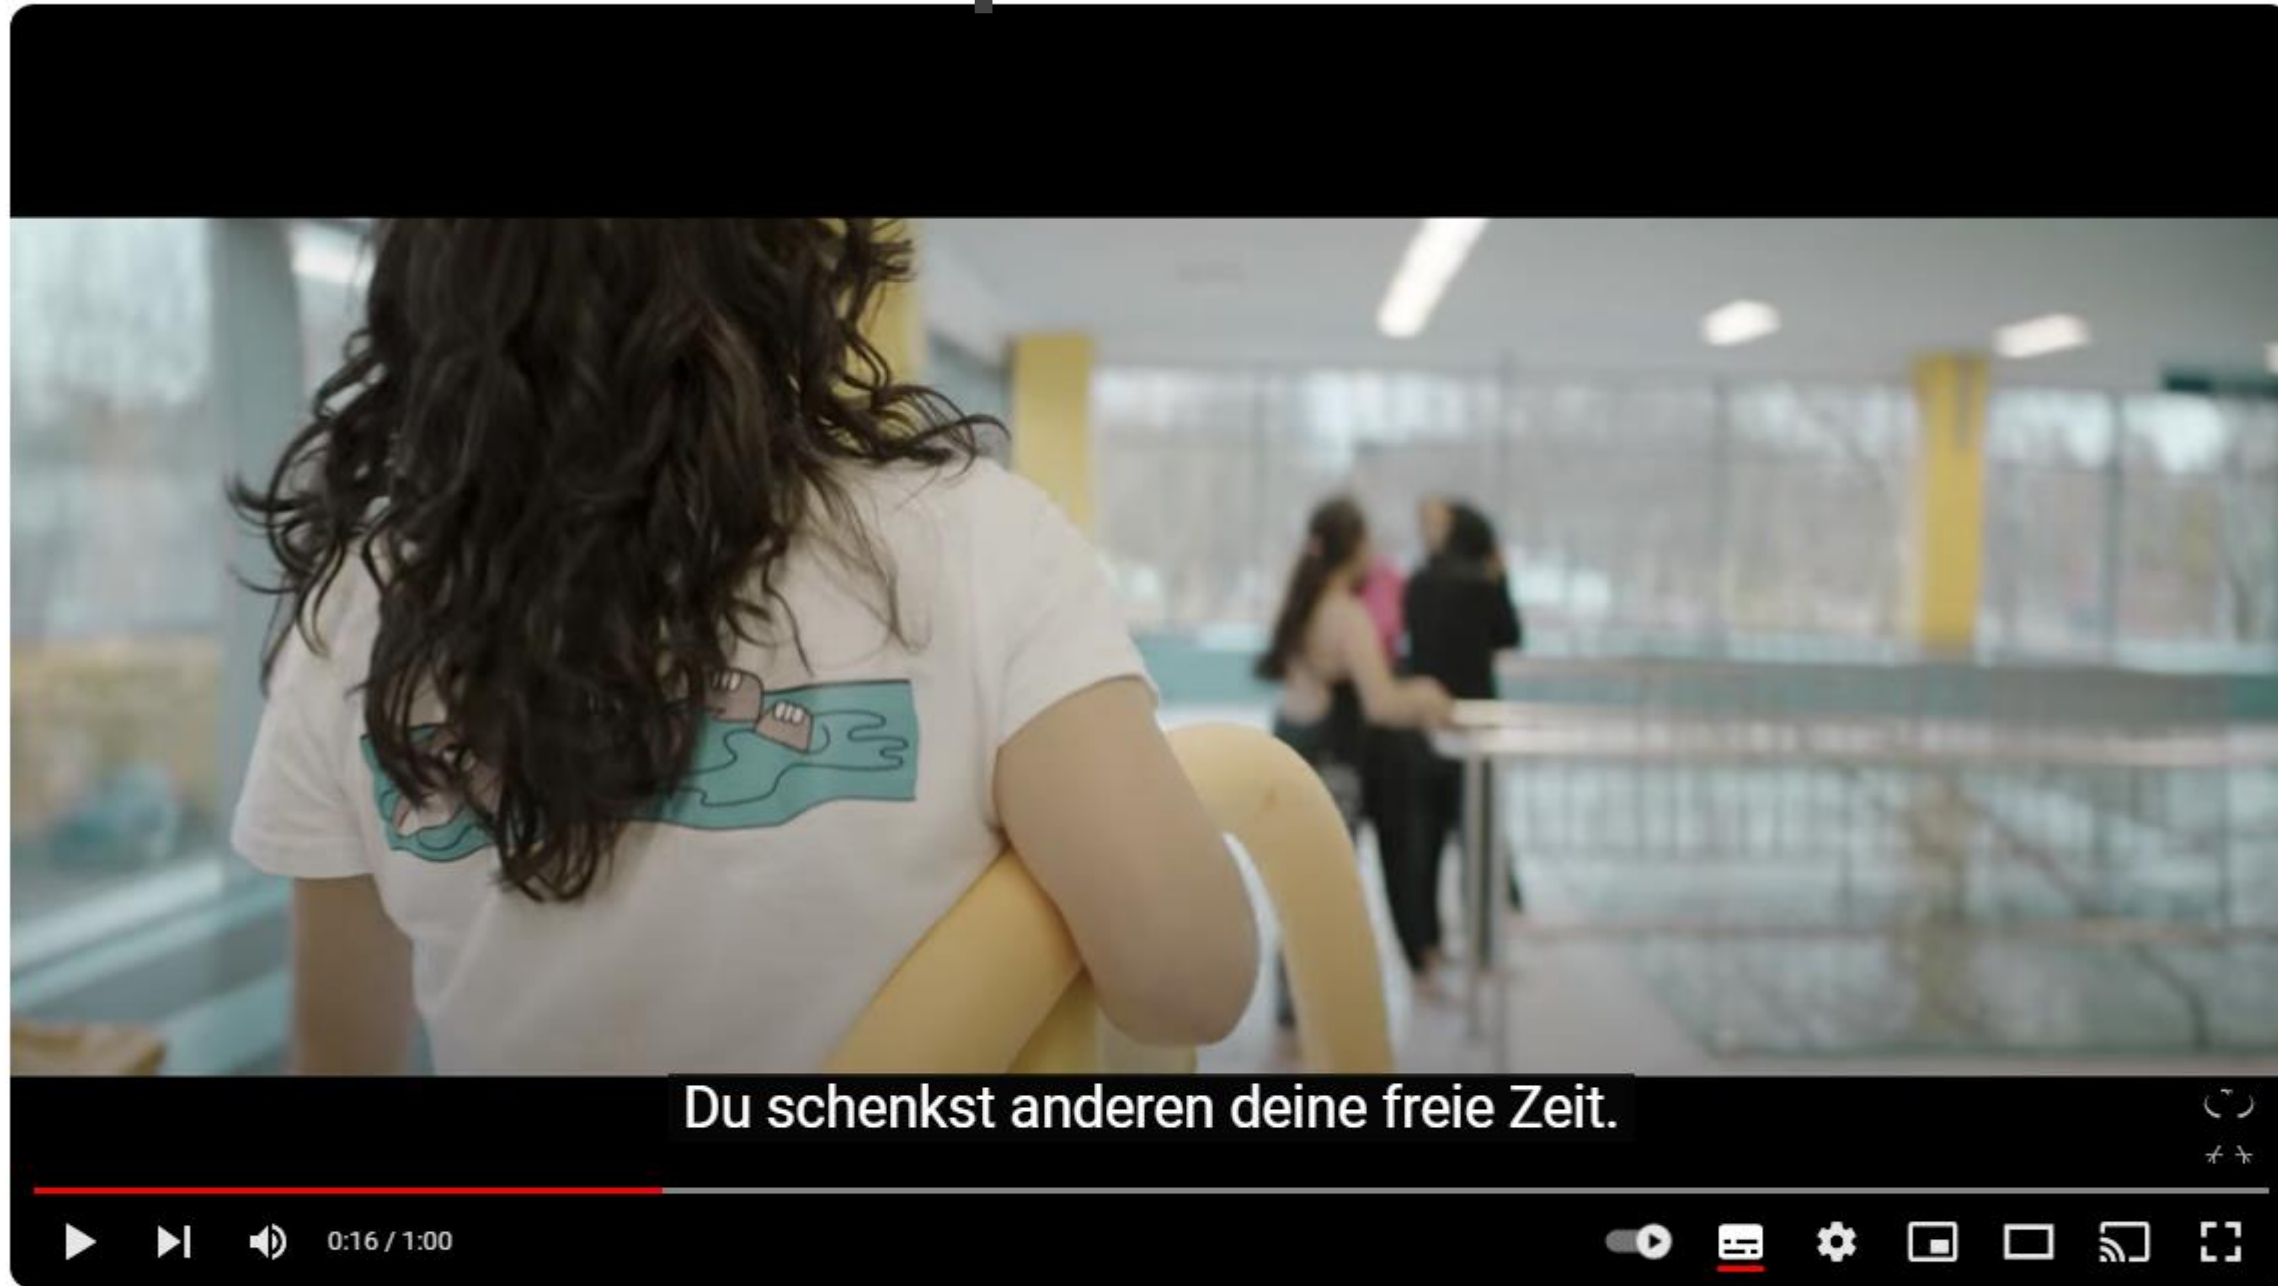 Du schenkst anderen deine freie Zeit.
0:16 / 1:00